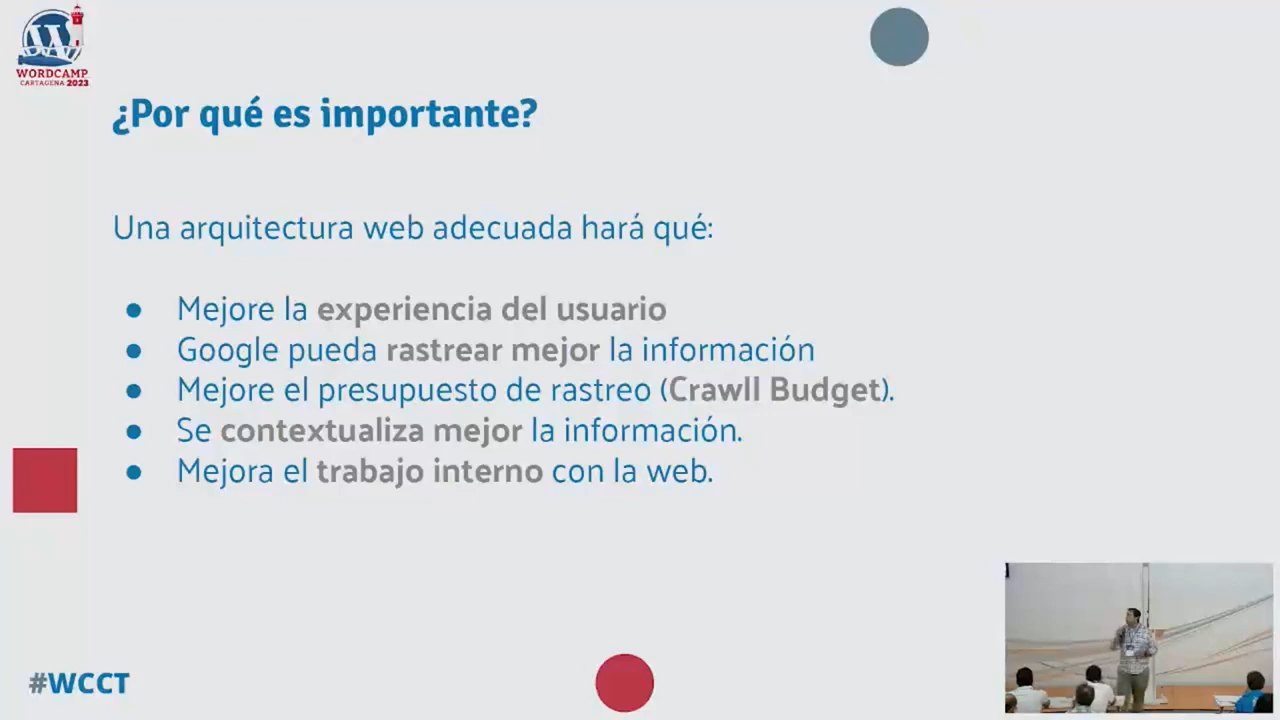 WORDCAMP
CARTAGENA 2023
¿Por qué es importante?
Una arquitectura web adecuada hará qué:
● Mejore la experiencia del usuario
● Google pueda rastrear mejor la información
● Mejore el presupuesto de rastreo (Crawll Budget).
● Se contextualiza mejor la información.
● Mejora el trabajo interno con la web.
#WCCT